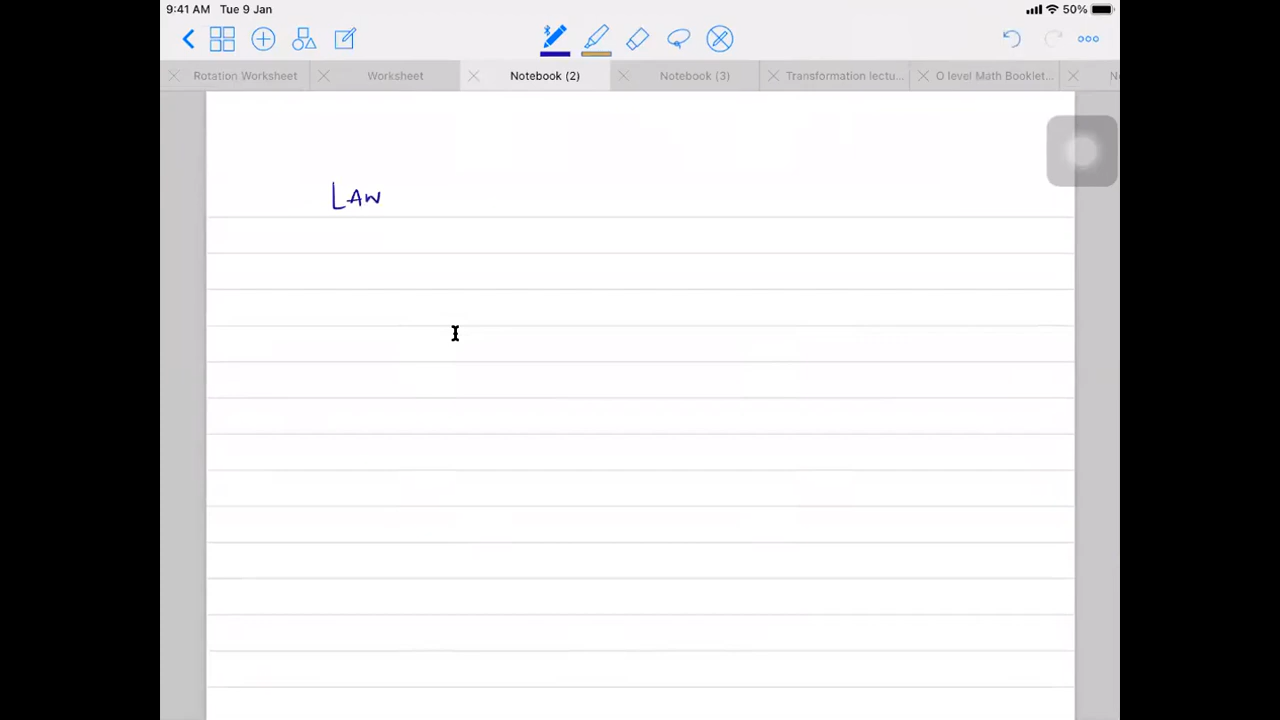 9:41 AM Tue 9 Jan 50%
Rotation Worksheet Worksheet Notebook (2) Notebook (3) Transformation lectu... O level Math Booklet...
LAW